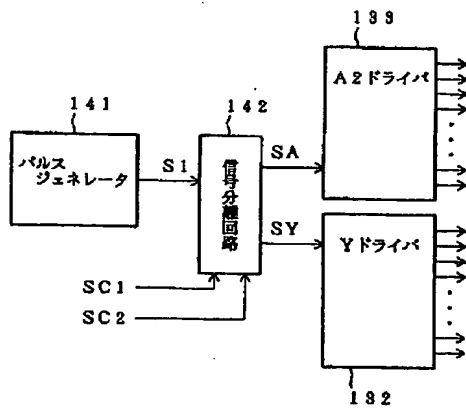 133
A2ドライバ
141
142
パルス
ジェネレータ
S1
信号分離回路
SA
SY
Yドライバ
SC1
SC2
132